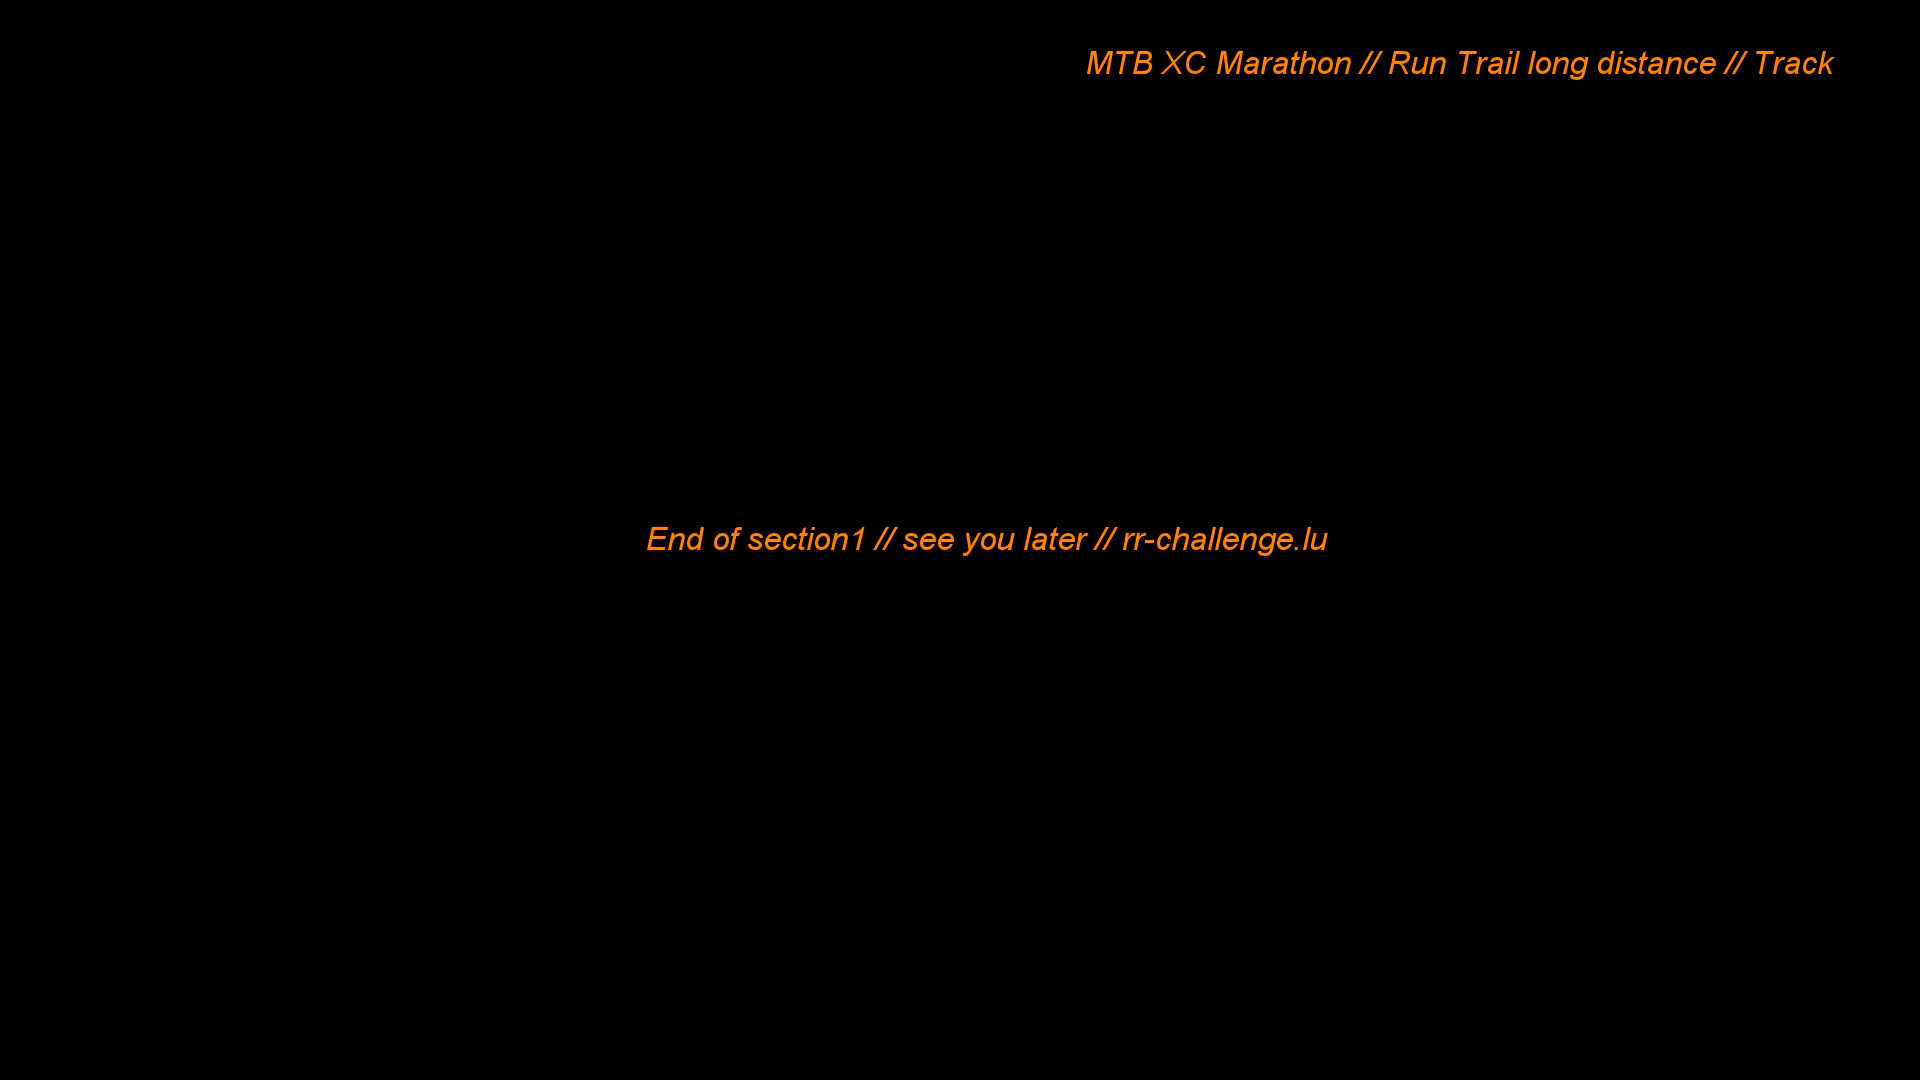 MTB XC Marathon // Run Trail long distance // Track
End of section1 // see you later // rr-challenge.lu